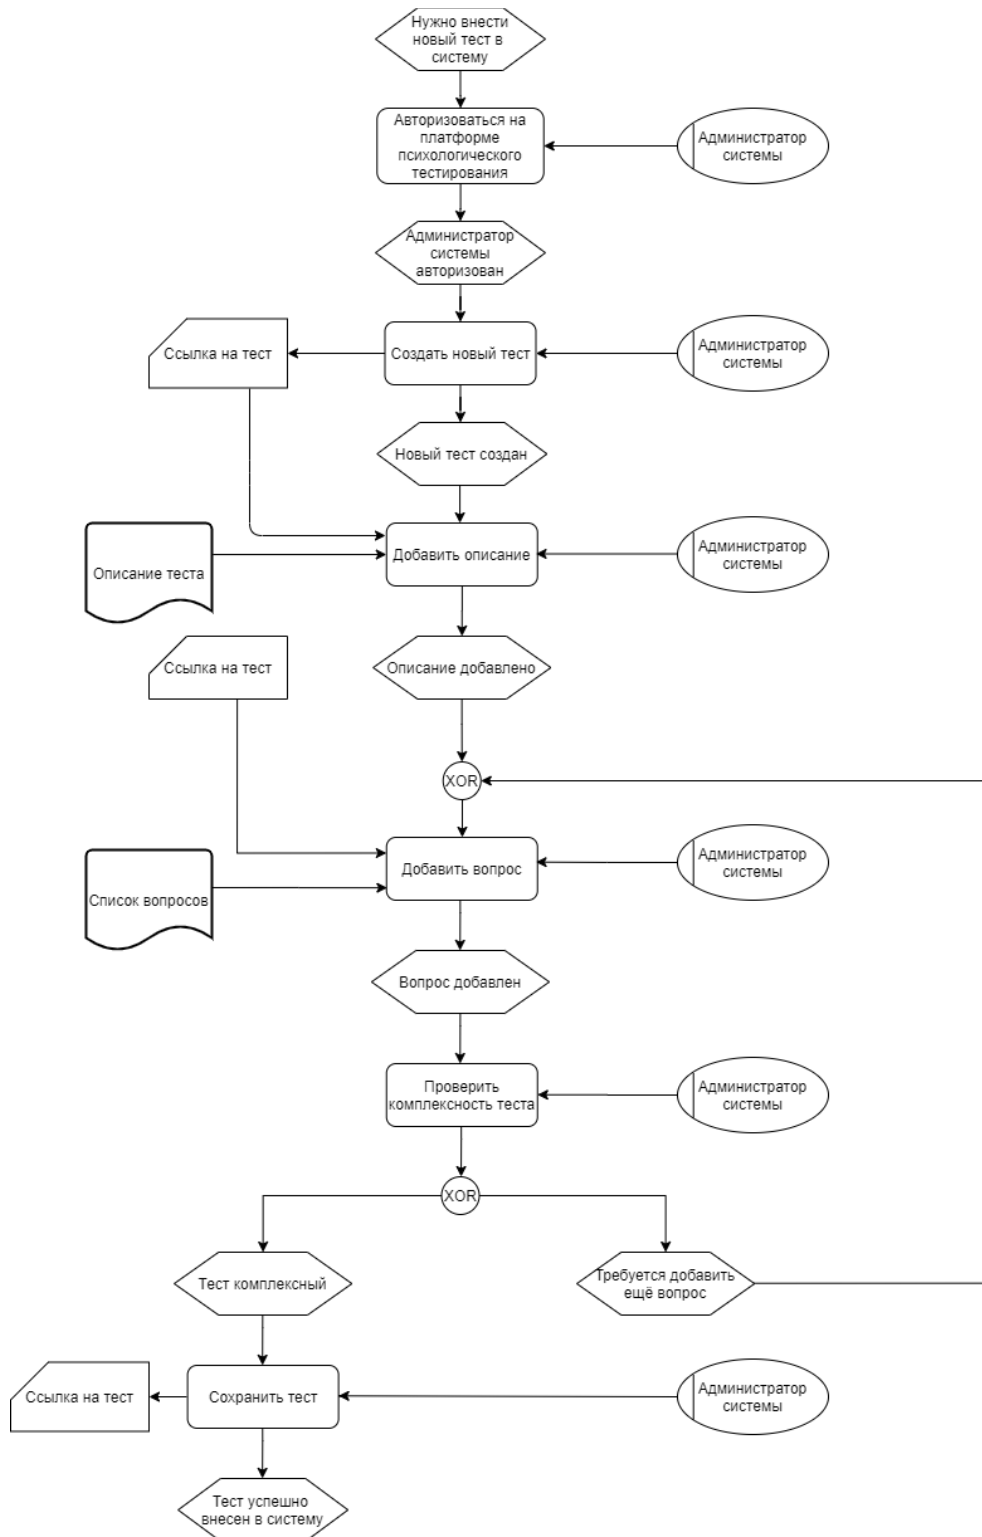 Нужно внести
новый тест в
систему
Авторизоваться на
платформе
психологического
тестирования
Администратор
системы
Администратор
системы
авторизован
Ссылка на тест
Создать новый тест
Администратор
системы
Новый тест создан
Описание теста
Добавить описание
Администратор
системы
Ссылка на тест
Описание добавлено
XOR
Список вопросов
Добавить вопрос
Администратор
системы
Вопрос добавлен
Проверить
комплексность теста
Администратор
системы
XOR
Тест комплексный
Требуется добавить
ещё вопрос
Ссылка на тест
Сохранить тест
Администратор
системы
Тест успешно
внесен в систему